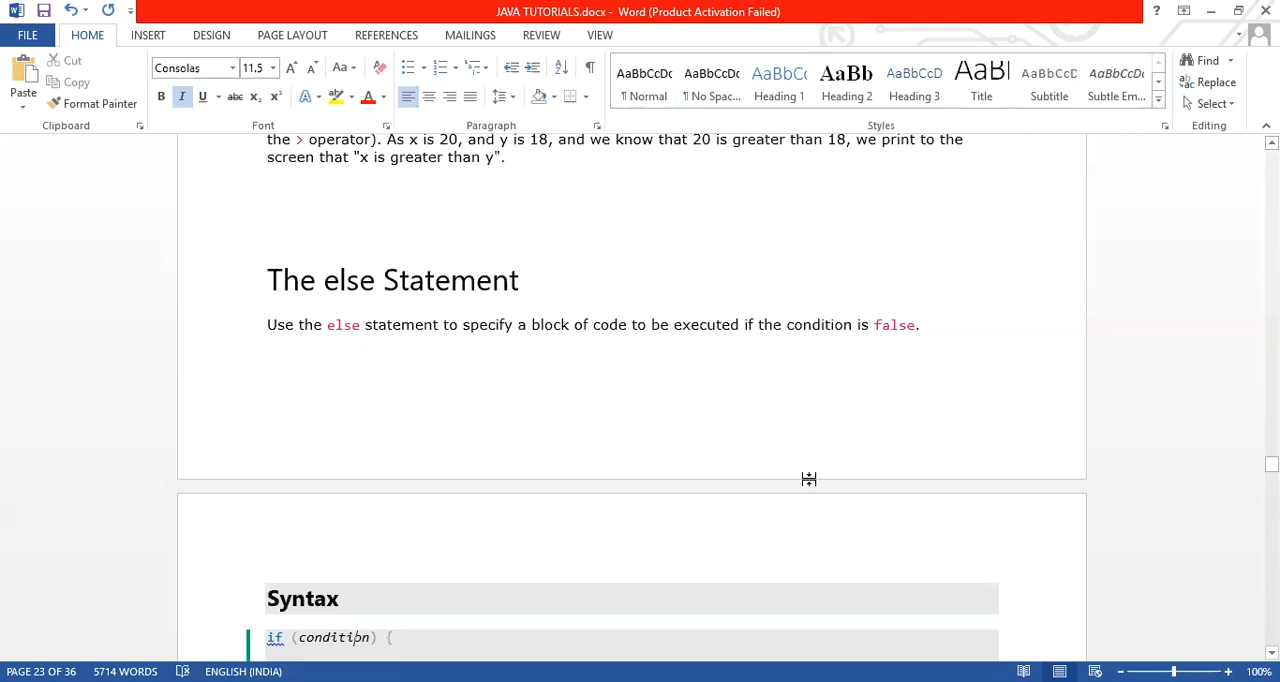 JAVA TUTORIALS.docx - Word (Product Activation Failed)
FILE HOME INSERT DESIGN PAGE LAYOUT REFERENCES MAILINGS REVIEW VIEW
Paste Cut Copy Format Painter
Consolas 11.5
B I U abc X₂ X² A A
AaBbCcDc AaBbCcDc AaBbCc AaBb AaBbCcD AaBl AaBbCcD AaBbCcDc
¶ Normal ¶ No Spac... Heading 1 Heading 2 Heading 3 Title Subtitle Subtle Em...
Find Replace Select
Clipboard Font Paragraph Styles Editing
the > operator). As x is 20, and y is 18, and we know that 20 is greater than 18, we print to the
screen that "x is greater than y".
The else Statement
Use the else statement to specify a block of code to be executed if the condition is false.
Syntax
if (condition) {
PAGE 23 OF 36 5714 WORDS ENGLISH (INDIA) 100%